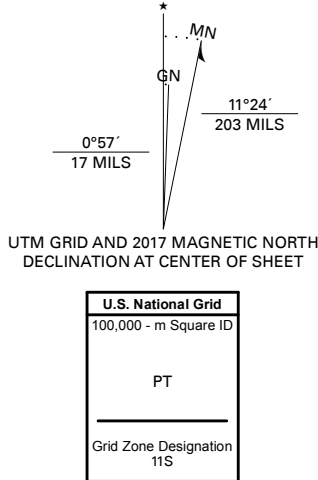 ★
MN
GN
11°24´
203 MILS
0°57´
17 MILS
UTM GRID AND 2017 MAGNETIC NORTH
DECLINATION AT CENTER OF SHEET
U.S. National Grid
100,000 - m Square ID
PT
Grid Zone Designation
11S